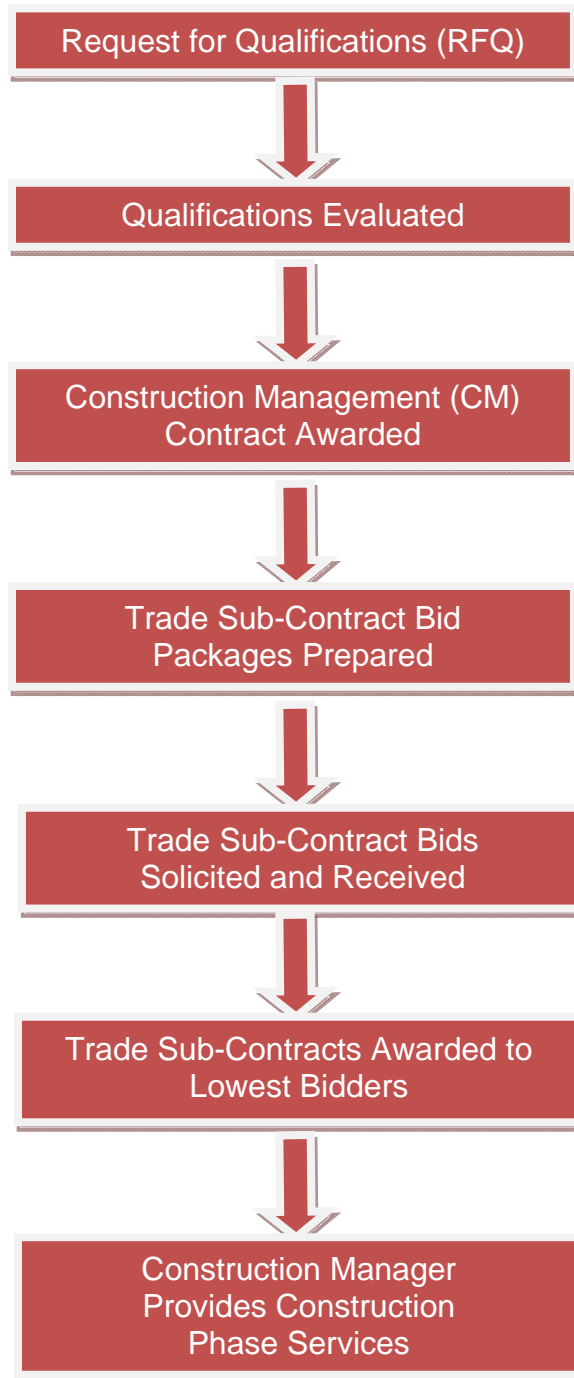 Request for Qualifications (RFQ)
Qualifications Evaluated
Construction Management (CM)
Contract Awarded
Trade Sub-Contract Bid
Packages Prepared
Trade Sub-Contract Bids
Solicited and Received
Trade Sub-Contracts Awarded to
Lowest Bidders
Construction Manager
Provides Construction
Phase Services